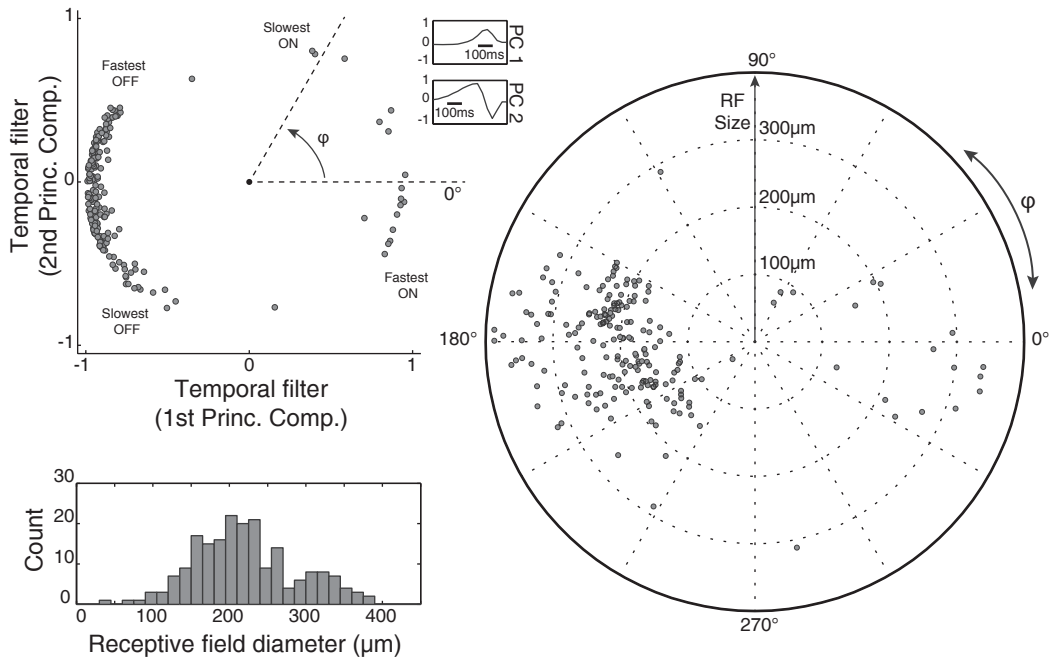 1
0
-1
Temporal filter
(2nd Princ. Comp.)
Fastest
OFF
Slowest
OFF
Slowest
ON
Fastest
ON
φ
0°
-1
0
1
Temporal filter
(1st Princ. Comp.)
1
0
-1
100ms
PC 1
1
0
-1
100ms
PC 2
90°
RF
Size
300µm
200µm
100µm
φ
180°
0°
270°
30
20
10
0
Count
0
100
200
300
400
Receptive field diameter (µm)